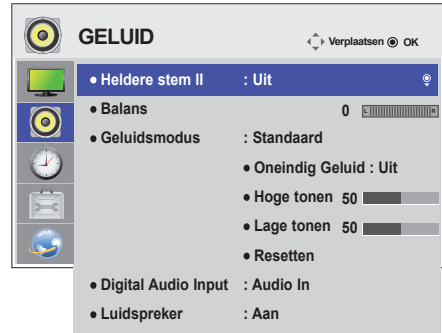 GELUID
Verplaatsen OK
• Heldere stem II : Uit
• Balans 0 L R
• Geluidsmodus : Standaard
• Oneindig Geluid : Uit
• Hoge tonen 50
• Lage tonen 50
• Resetten
• Digital Audio Input : Audio In
• Luidspreker : Aan